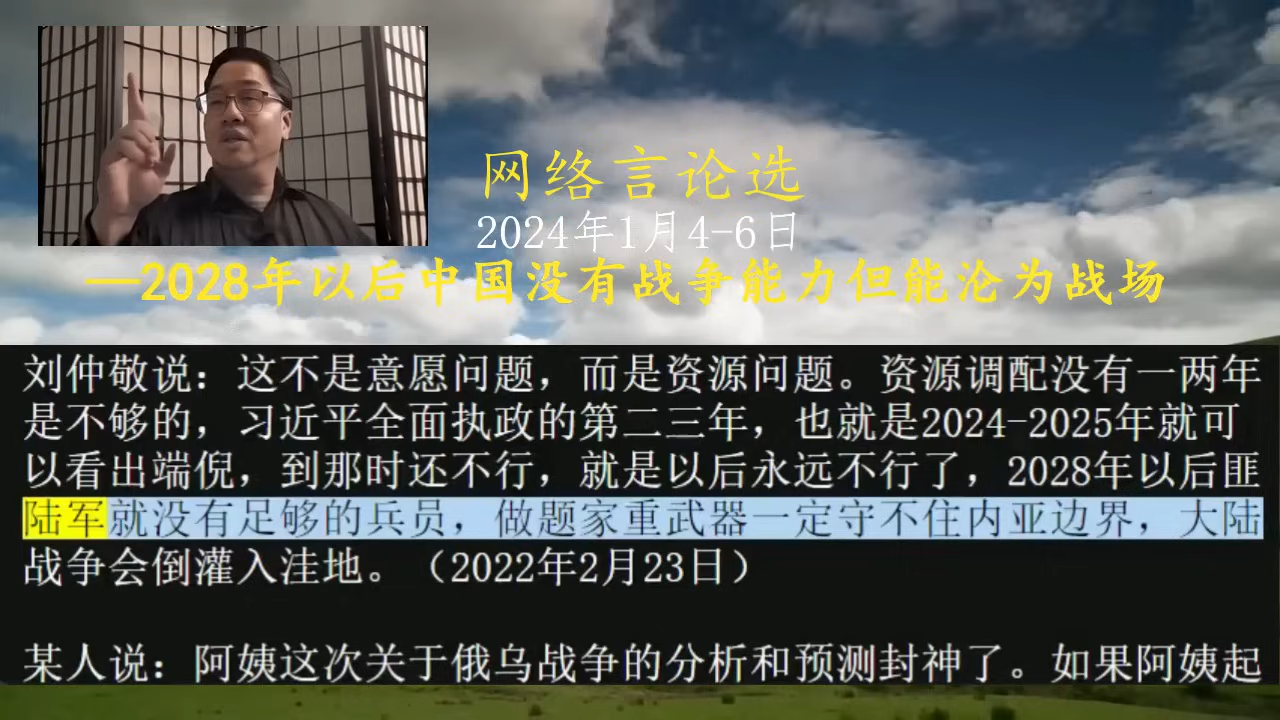 网络言论选
2024年1月4-6日
—2028年以后中国没有战争能力但能沦为战场
刘仲敬说：这不是意愿问题，而是资源问题。资源调配没有一两年
是不够的，习近平全面执政的第二三年，也就是2024-2025年就可
以看出端倪，到那时还不行，就是以后永远不行了，2028年以后匪
陆军就没有足够的兵员，做题家重武器一定守不住内亚边界，大陆
战争会倒灌入洼地。（2022年2月23日）
某人说：阿姨这次关于俄乌战争的分析和预测封神了。如果阿姨起